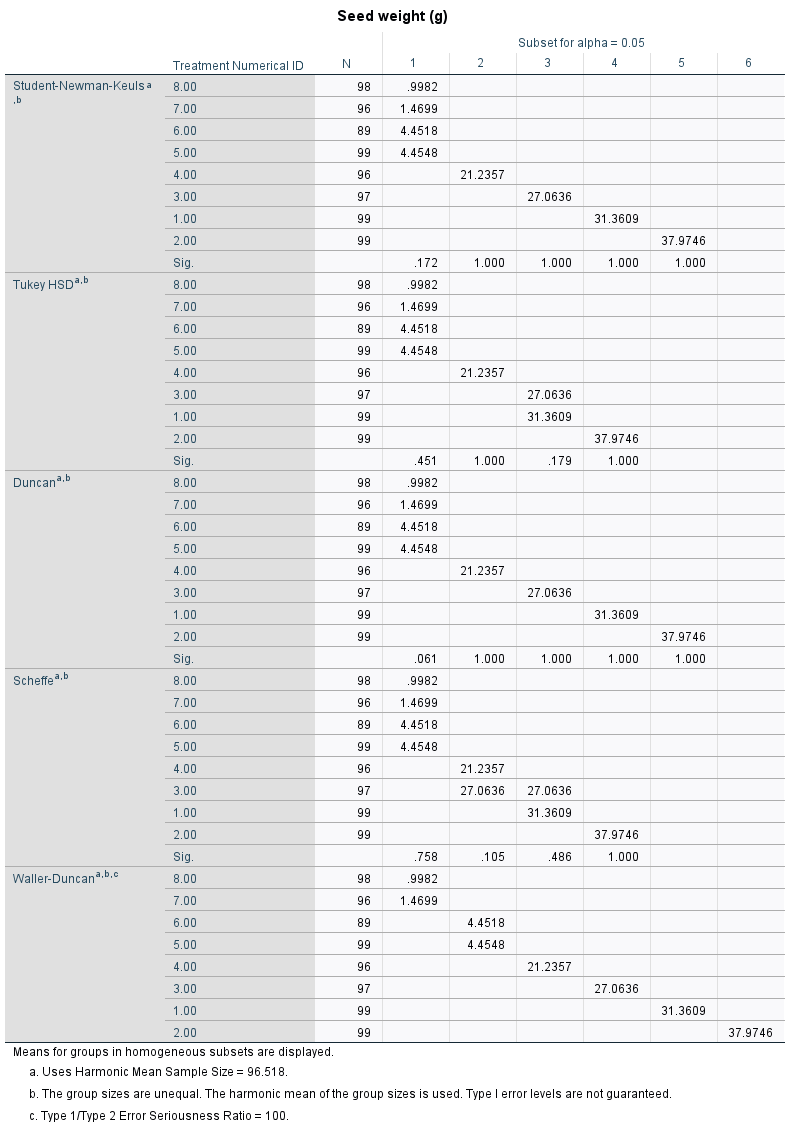 Seed weight (g)
Subset for alpha = 0.05
Treatment Numerical ID N 1 2 3 4 5 6
Student-Newman-Keuls a 8.00 98 .9982
,b
7.00 96 1.4699
6.00 89 4.4518
5.00 99 4.4548
4.00 96 21.2357
3.00 97 27.0636
1.00 99 31.3609
2.00 99 37.9746
Sig. .172 1.000 1.000 1.000 1.000
Tukey HSD a,b 8.00 98 .9982
7.00 96 1.4699
6.00 89 4.4518
5.00 99 4.4548
4.00 96 21.2357
3.00 97 27.0636
1.00 99 31.3609
2.00 99 37.9746
Sig. .451 1.000 .179 1.000
Duncan a,b 8.00 98 .9982
7.00 96 1.4699
6.00 89 4.4518
5.00 99 4.4548
4.00 96 21.2357
3.00 97 27.0636
1.00 99 31.3609
2.00 99 37.9746
Sig. .061 1.000 1.000 1.000 1.000
Scheffe a,b 8.00 98 .9982
7.00 96 1.4699
6.00 89 4.4518
5.00 99 4.4548
4.00 96 21.2357
3.00 97 27.0636 27.0636
1.00 99 31.3609
2.00 99 37.9746
Sig. .758 .105 .486 1.000
Waller-Duncan a,b,c 8.00 98 .9982
7.00 96 1.4699
6.00 89 4.4518
5.00 99 4.4548
4.00 96 21.2357
3.00 97 27.0636
1.00 99 31.3609
2.00 99 37.9746
Means for groups in homogeneous subsets are displayed.
a. Uses Harmonic Mean Sample Size = 96.518.
b. The group sizes are unequal. The harmonic mean of the group sizes is used. Type I error levels are not guaranteed.
c. Type 1/Type 2 Error Seriousness Ratio = 100.